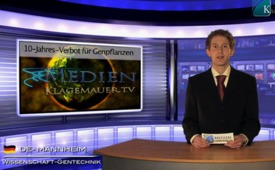 10-Jahres-Verbot für Genpflanzen
MEDIEN
KLAGEMAUER.TV
K
DE-MANNHEIM
WISSENSCHAFT-GENTECHNIK